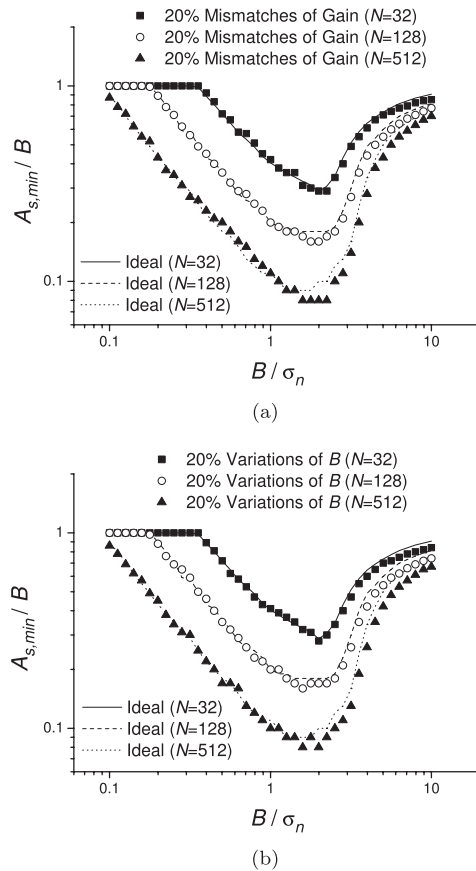 20% Mismatches of Gain (N=32)
20% Mismatches of Gain (N=128)
20% Mismatches of Gain (N=512)
1
A_{s,min} / B
0.1
Ideal (N=32)
Ideal (N=128)
Ideal (N=512)
0.1 1 10
B / σ_n
(a)
20% Variations of B (N=32)
20% Variations of B (N=128)
20% Variations of B (N=512)
1
A_{s,min} / B
0.1
Ideal (N=32)
Ideal (N=128)
Ideal (N=512)
0.1 1 10
B / σ_n
(b)